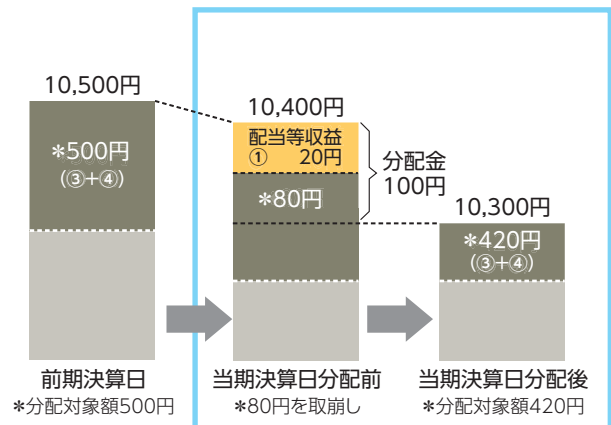 10,500円
＊500円
(③＋④)
前期決算日
＊分配対象額500円
10,400円
配当等収益
① 20円
＊80円
分配金
100円
当期決算日分配前
＊80円を取崩し
10,300円
＊420円
(③＋④)
当期決算日分配後
＊分配対象額420円